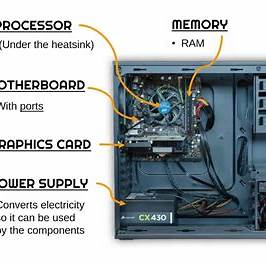 PROCESSOR
(Under the heatsink)
MEMORY
• RAM
OTHERBOARD
With ports
RAPHICS CARD
OWER SUPPLY
Converts electricity
so it can be used
by the components
CX430